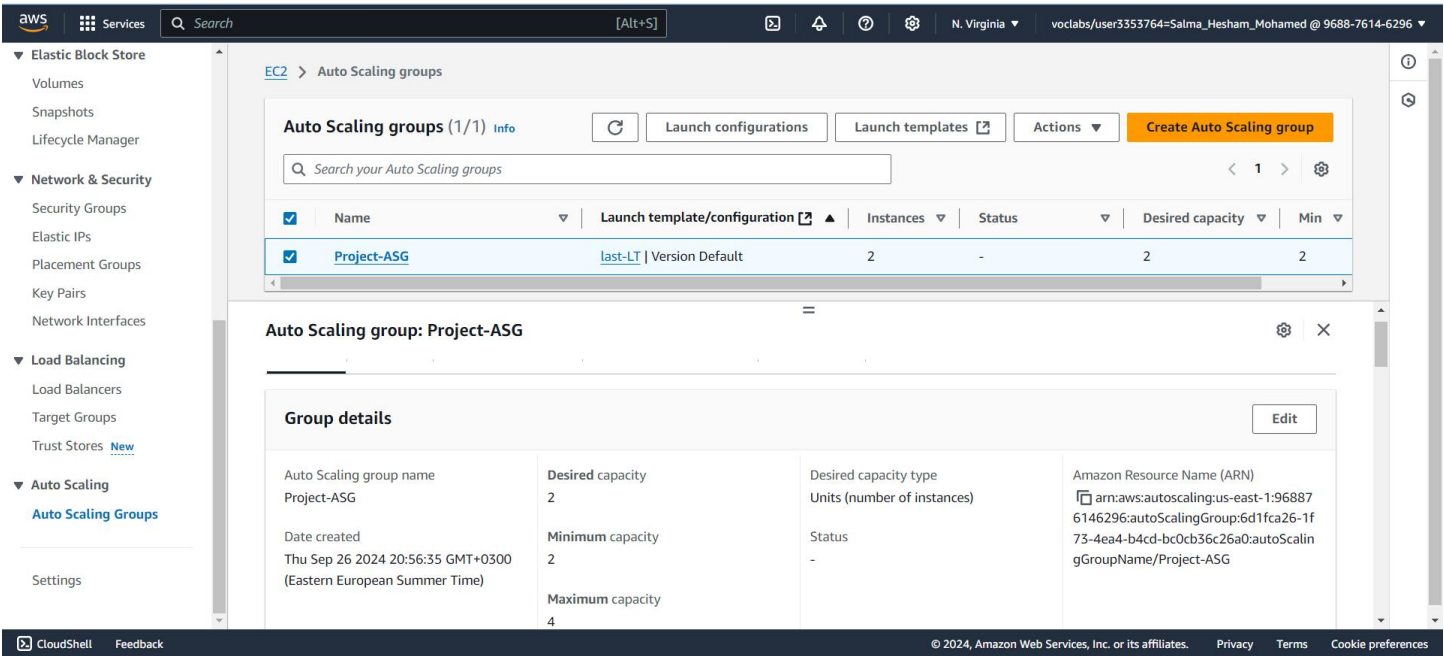 aws Services Search [Alt+S] N. Virginia voclabs/user3353764=Salma_Hesham_Mohamed @ 9688-7614-6296
Elastic Block Store
Volumes
Snapshots
Lifecycle Manager
Network & Security
Security Groups
Elastic IPs
Placement Groups
Key Pairs
Network Interfaces
Load Balancing
Load Balancers
Target Groups
Trust Stores New
Auto Scaling
Auto Scaling Groups
Settings
EC2 > Auto Scaling groups
Auto Scaling groups (1/1) Info Launch configurations Launch templates Actions Create Auto Scaling group
Search your Auto Scaling groups < 1 >
Name Launch template/configuration Instances Status Desired capacity Min
Project-ASG last-LT | Version Default 2 - 2 2
Auto Scaling group: Project-ASG
Group details Edit
Auto Scaling group name
Project-ASG
Date created
Thu Sep 26 2024 20:56:35 GMT+0300
(Eastern European Summer Time)
Desired capacity
2
Minimum capacity
2
Maximum capacity
4
Desired capacity type
Units (number of instances)
Status
-
Amazon Resource Name (ARN)
arn:aws:autoscaling:us-east-1:96887
6146296:autoScalingGroup:6d1fca26-1f
73-4ea4-b4cd-bc0cb36c26a0:autoScalin
gGroupName/Project-ASG
CloudShell Feedback © 2024, Amazon Web Services, Inc. or its affiliates. Privacy Terms Cookie preferences